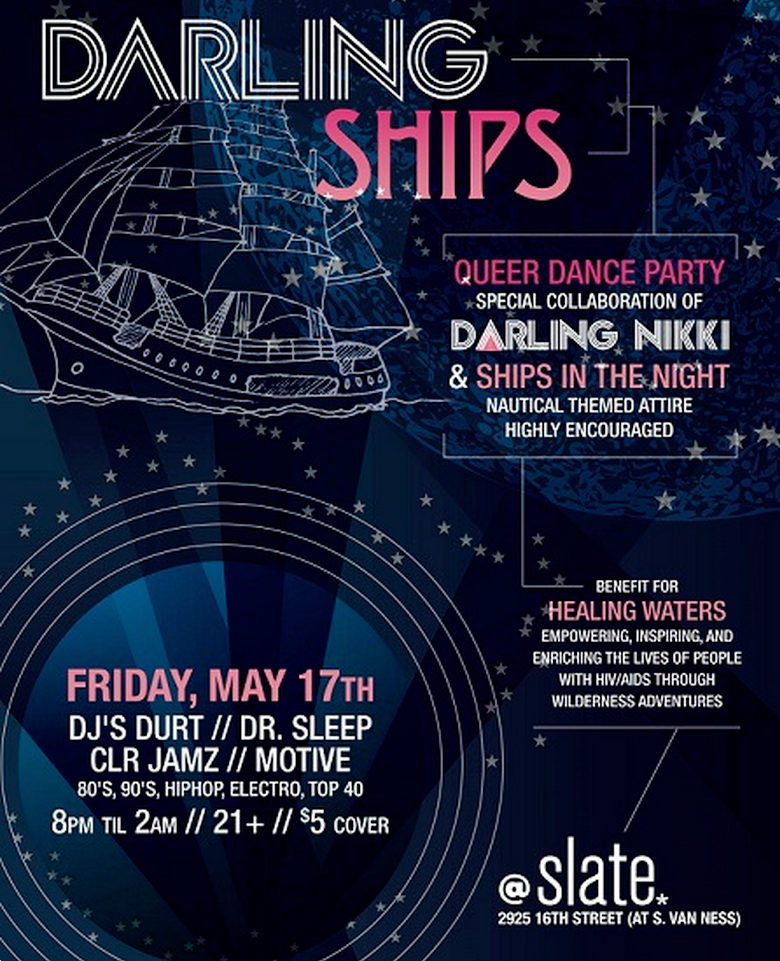 DARLING
SHIPS
QUEER DANCE PARTY
SPECIAL COLLABORATION OF
DARLING NIKKI
& SHIPS IN THE NIGHT
NAUTICAL THEMED ATTIRE
HIGHLY ENCOURAGED
BENEFIT FOR
HEALING WATERS
EMPOWERING, INSPIRING, AND
ENRICHING THE LIVES OF PEOPLE
WITH HIV/AIDS THROUGH
WILDERNESS ADVENTURES
FRIDAY, MAY 17TH
DJ'S DURT // DR. SLEEP
CLR JAMZ // MOTIVE
80'S, 90'S, HIPHOP, ELECTRO, TOP 40
8PM TIL 2AM // 21+ // $5 COVER
@ slate.
2925 16TH STREET (AT S. VAN NESS)